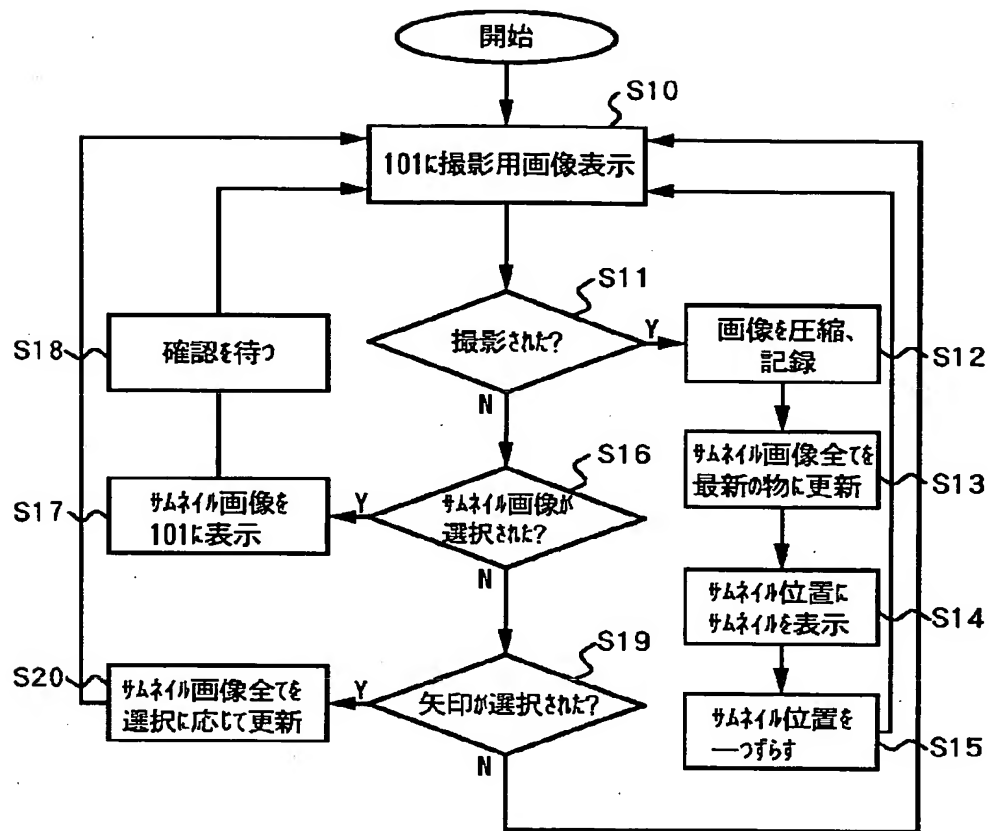 開始
S10
101に撮影用画像表示
S11
撮影された?
Y
N
画像を圧縮、
記録
S12
サムネイル画像全てを
最新の物に更新
S13
サムネイル位置に
サムネイルを表示
S14
サムネイル位置を
一つずらす
S15
S16
サムネイル画像が
選択された?
Y
N
S17
サムネイル画像を
101に表示
S18
確認を待つ
S19
矢印が選択された?
Y
N
S20
サムネイル画像全てを
選択に応じて更新